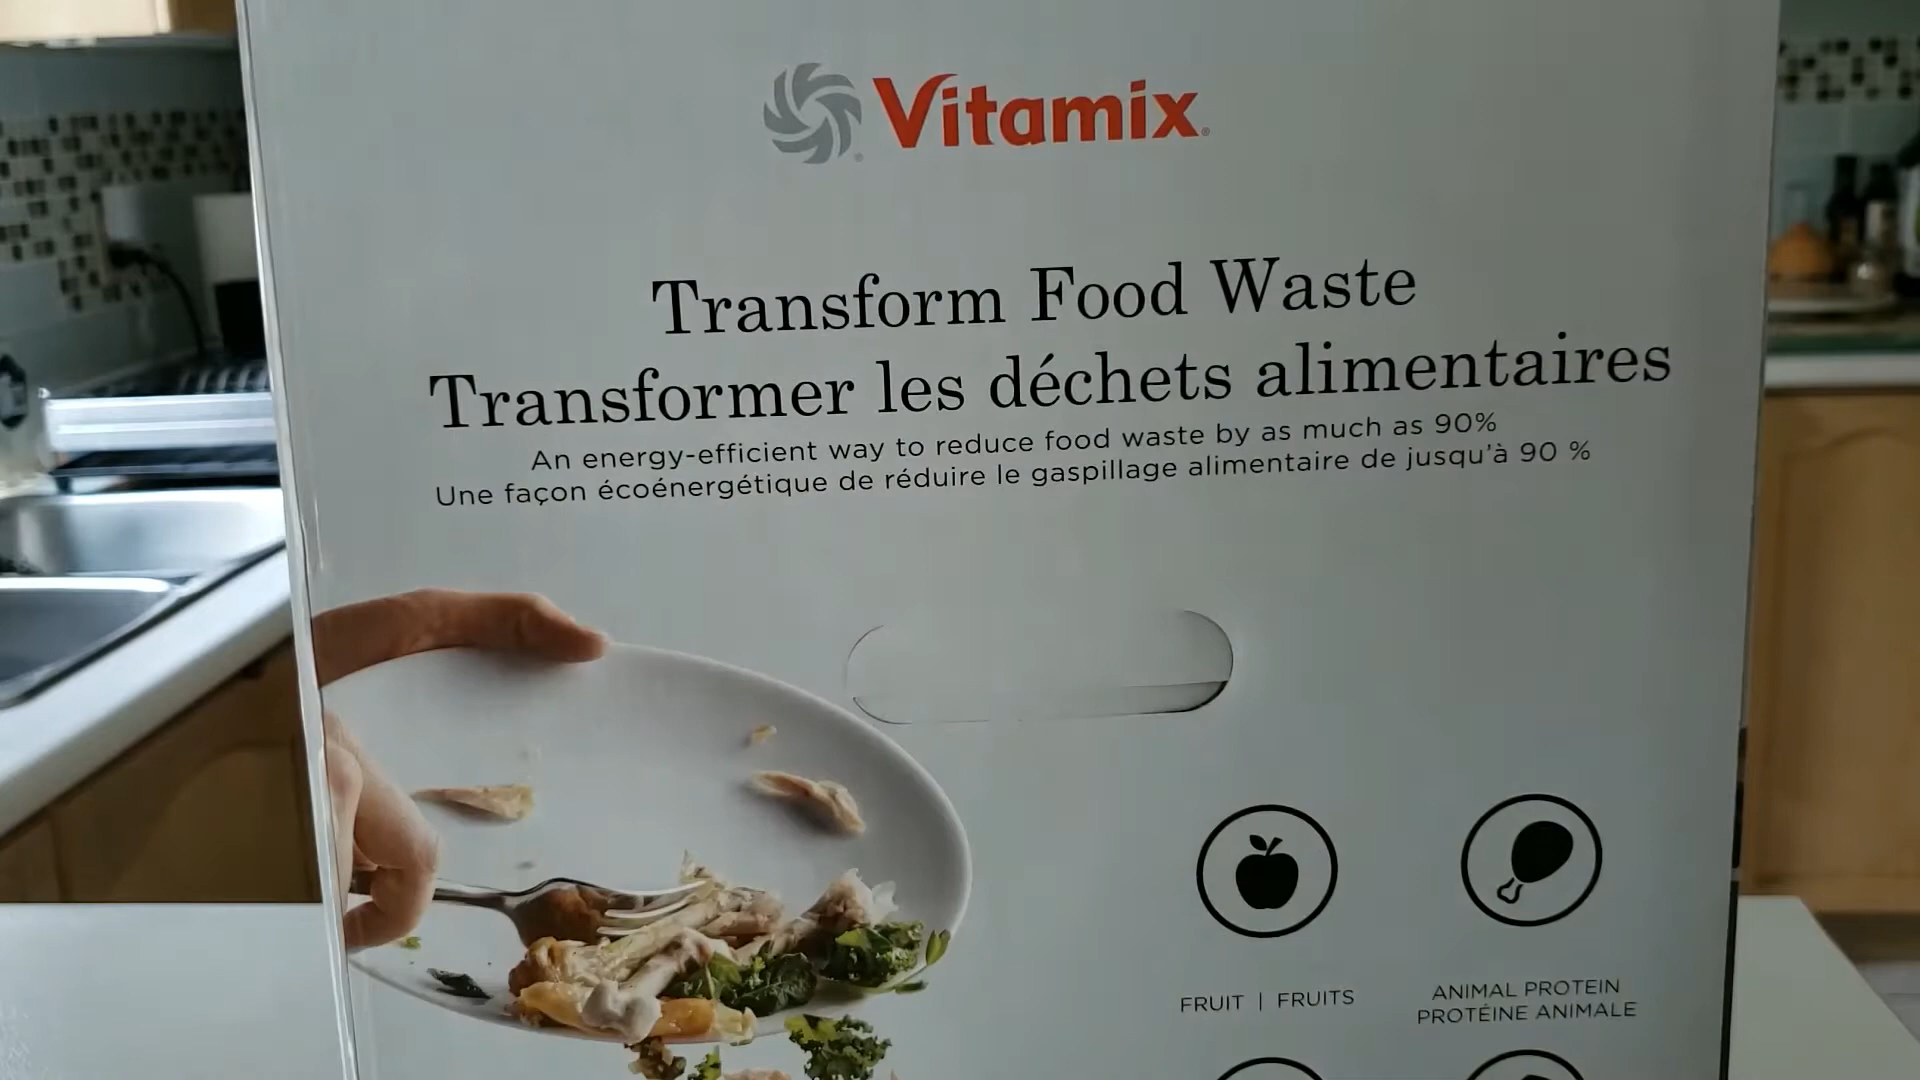 Vitamix
Transform Food Waste
Transformer les déchets alimentaires
An energy-efficient way to reduce food waste by as much as 90%
Une façon écoénergétique de réduire le gaspillage alimentaire de jusqu'à 90 %
FRUIT | FRUITS
ANIMAL PROTEIN
PROTÉINE ANIMALE